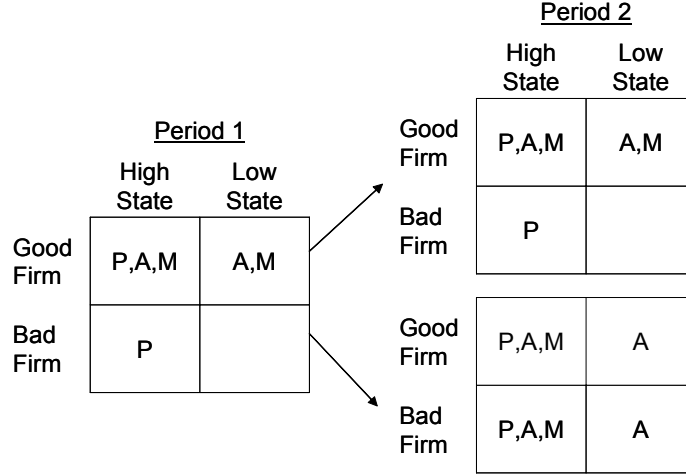 Period 2
High State
Low State
Good Firm
P,A,M
A,M
Bad Firm
P
Period 1
High State
Low State
Good Firm
P,A,M
A,M
Bad Firm
P
Good Firm
P,A,M
A
Bad Firm
P,A,M
A